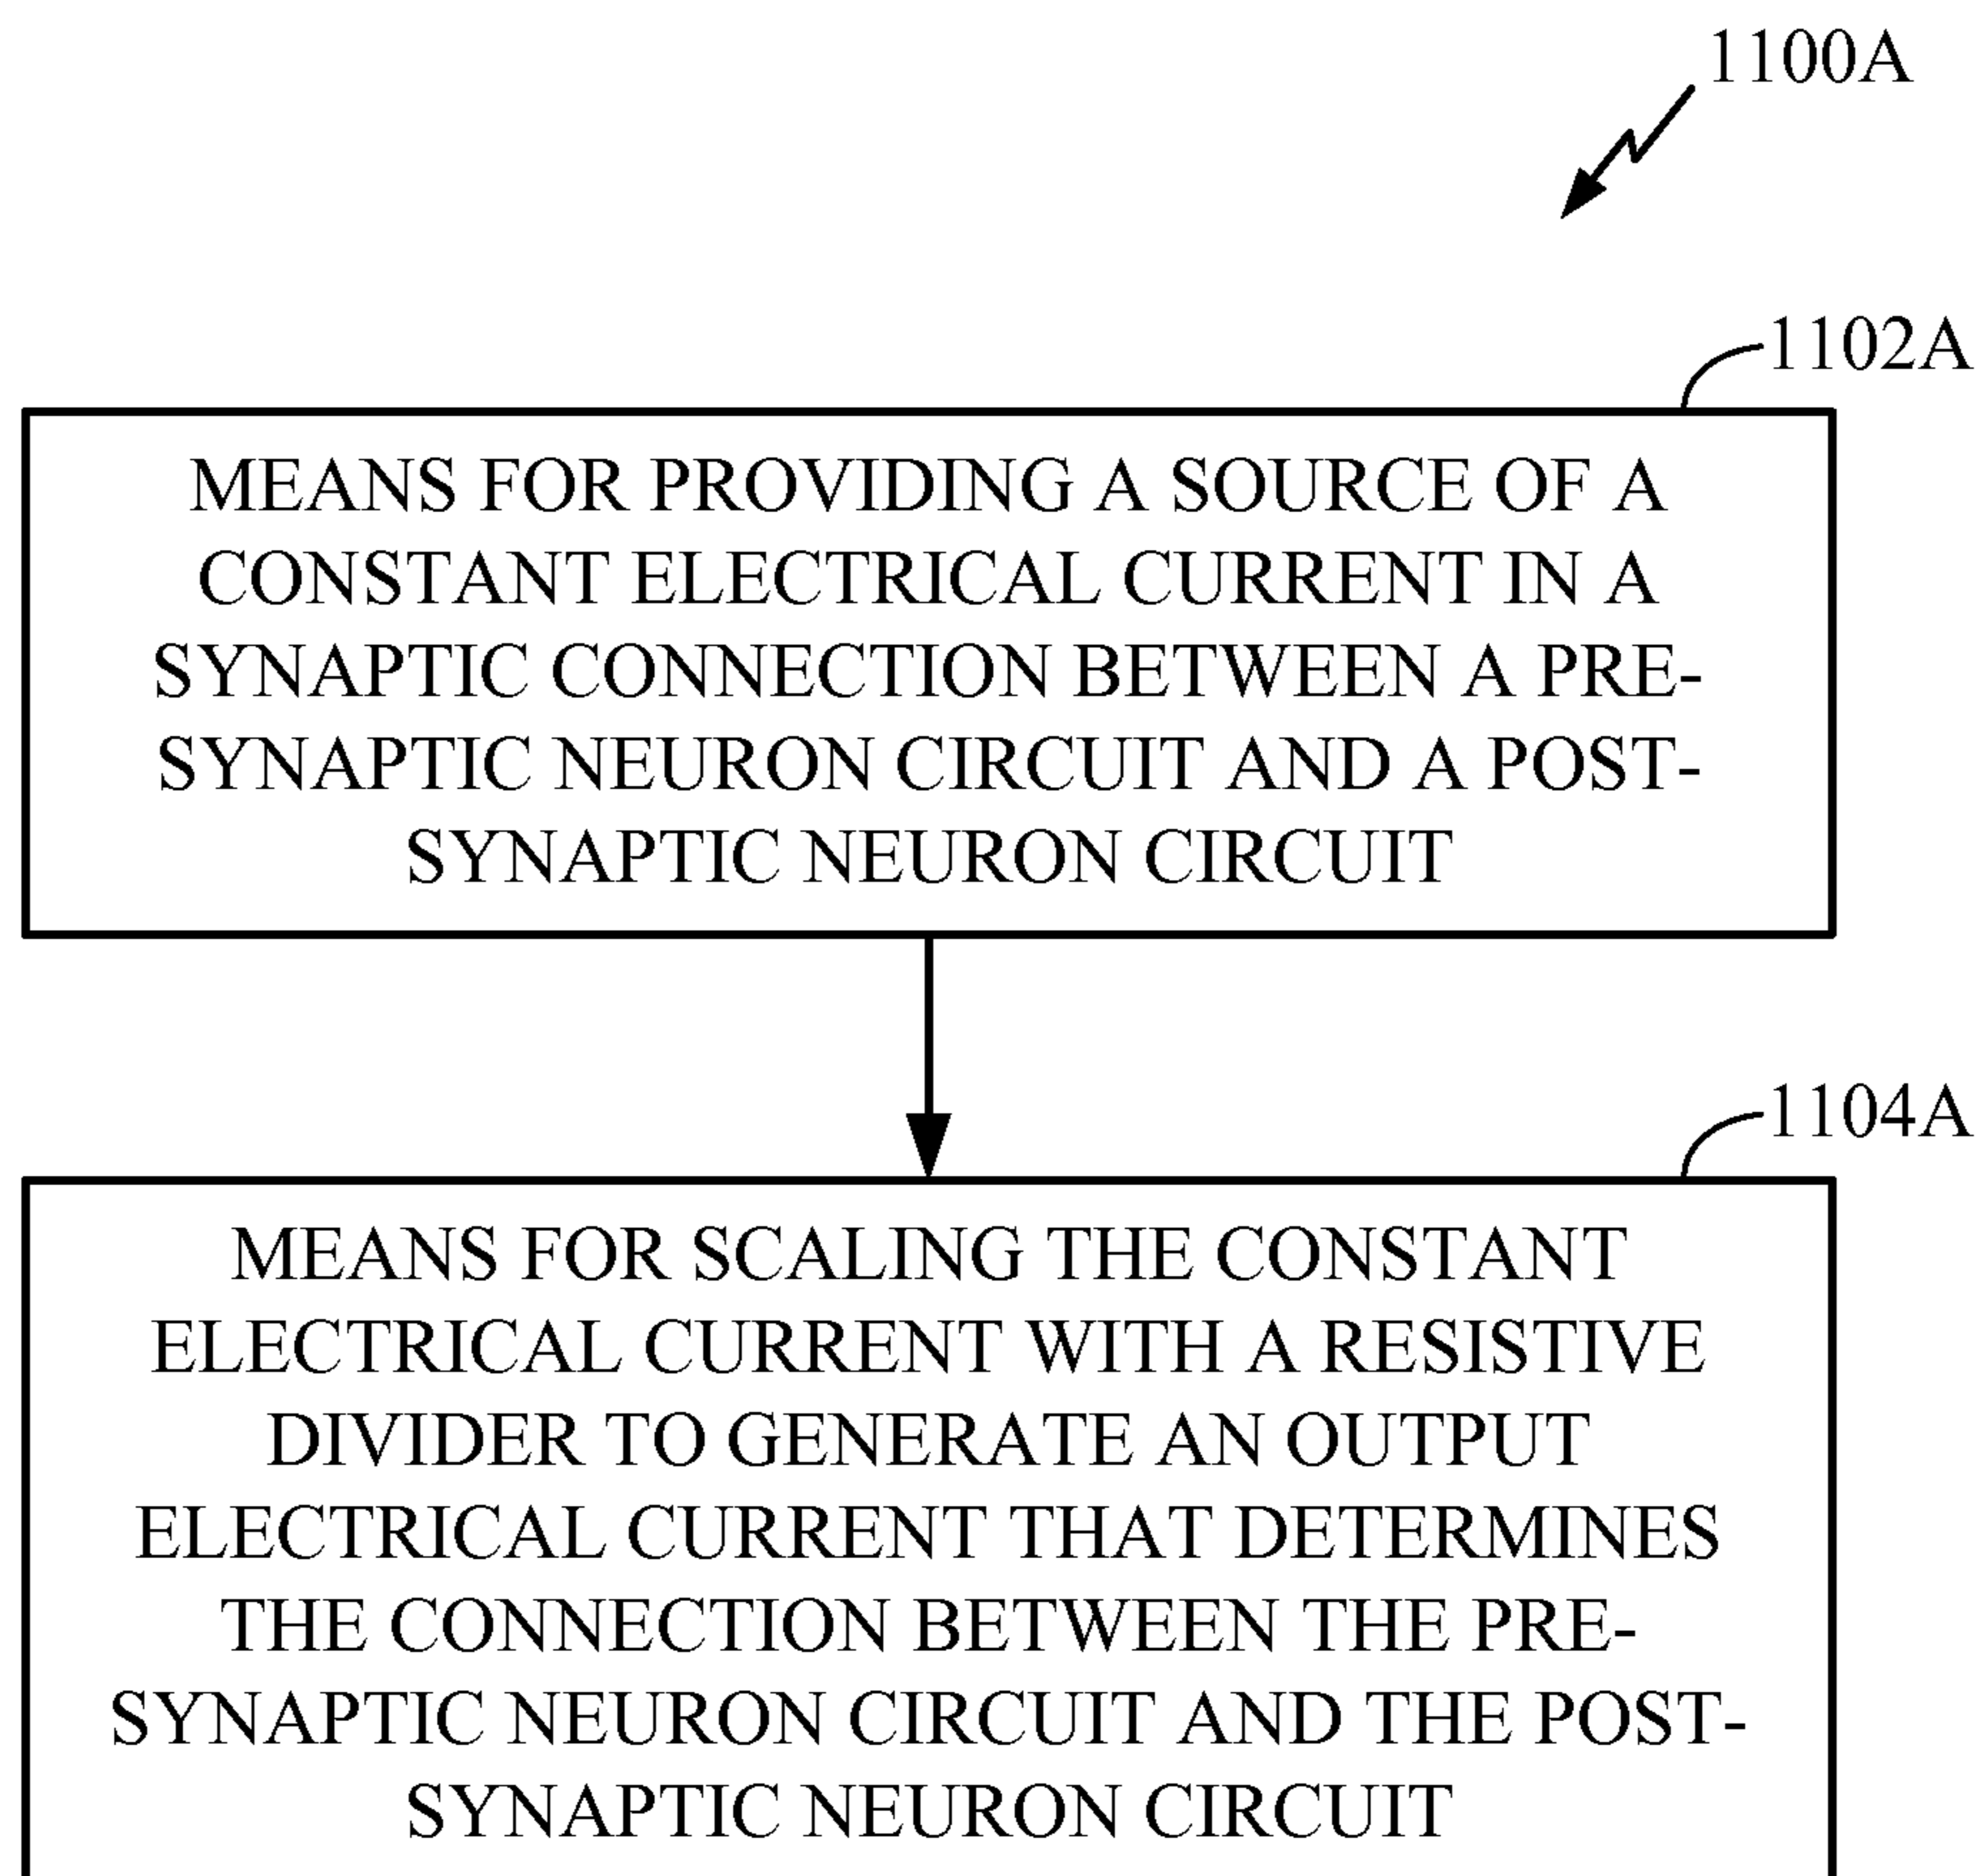 1100A
1102A
MEANS FOR PROVIDING A SOURCE OF A
CONSTANT ELECTRICAL CURRENT IN A
SYNAPTIC CONNECTION BETWEEN A PRE-
SYNAPTIC NEURON CIRCUIT AND A POST-
SYNAPTIC NEURON CIRCUIT
1104A
MEANS FOR SCALING THE CONSTANT
ELECTRICAL CURRENT WITH A RESISTIVE
DIVIDER TO GENERATE AN OUTPUT
ELECTRICAL CURRENT THAT DETERMINES
THE CONNECTION BETWEEN THE PRE-
SYNAPTIC NEURON CIRCUIT AND THE POST-
SYNAPTIC NEURON CIRCUIT